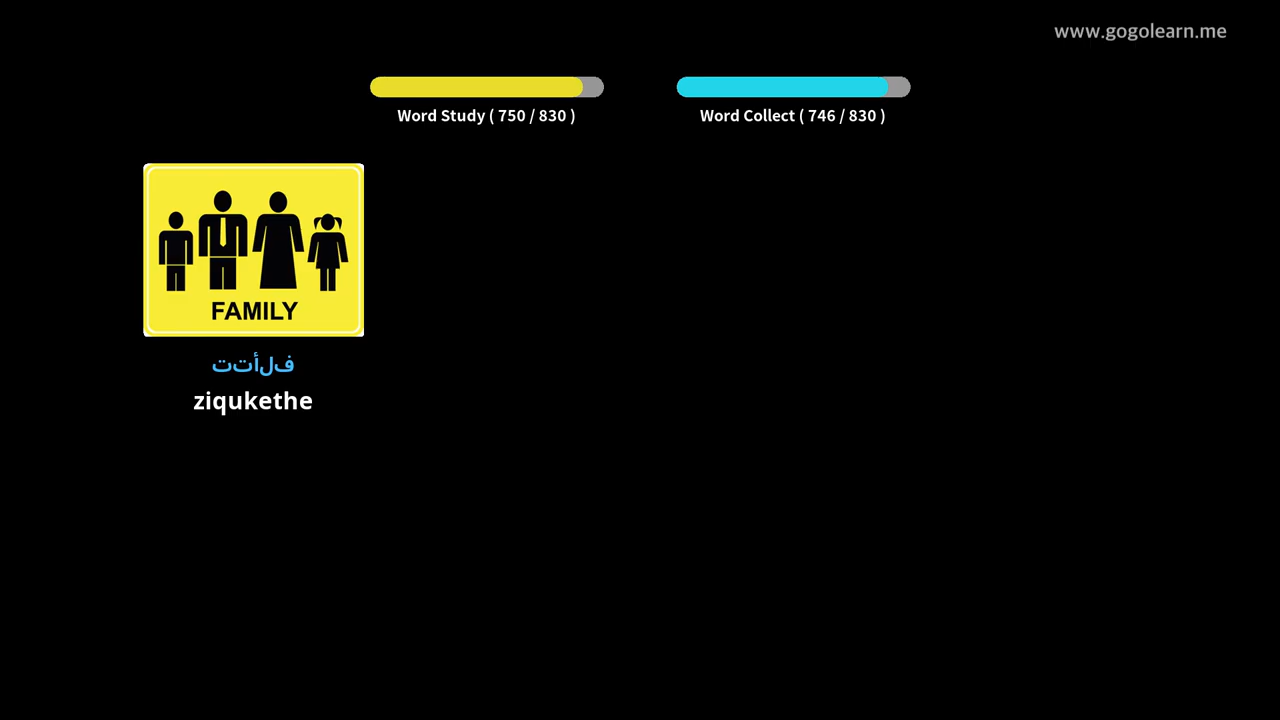 www.gogolearn.me
Word Study ( 750 / 830 )
Word Collect ( 746 / 830 )
FAMILY
فلأتت
ziqukethe